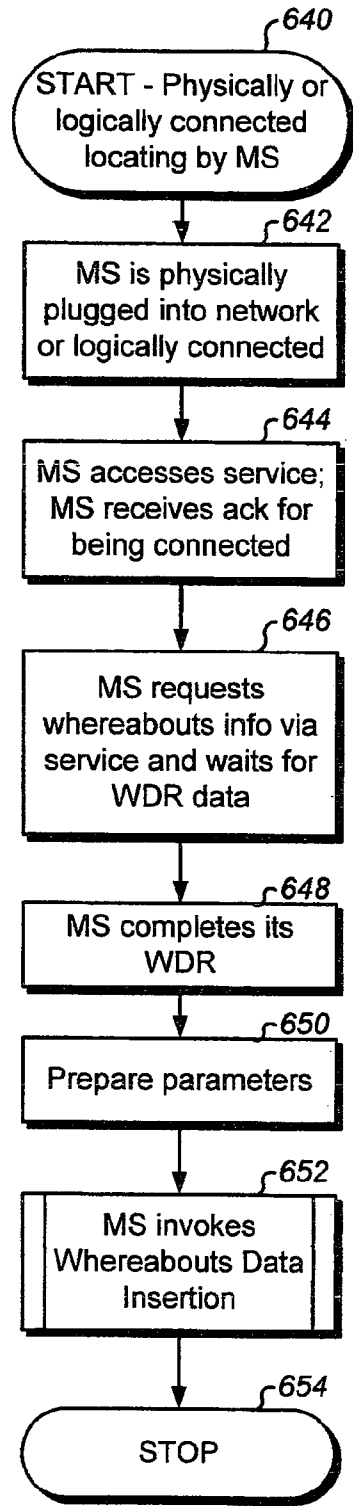 640
START - Physically or
logically connected
locating by MS
642
MS is physically
plugged into network
or logically connected
644
MS accesses service;
MS receives ack for
being connected
646
MS requests
whereabouts info via
service and waits for
WDR data
648
MS completes its
WDR
650
Prepare parameters
652
MS invokes
Whereabouts Data
Insertion
654
STOP